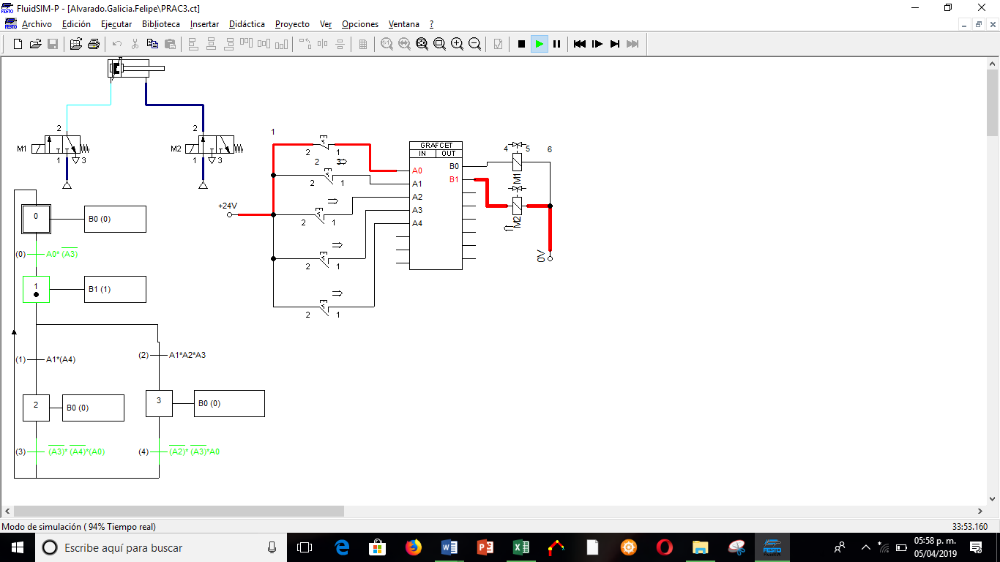 FluidSIM-P - [Alvarado.Galicia.Felipe\PRAC3.ct]
FESTO
Archivo Edición Ejecutar Biblioteca Insertar Didáctica Proyecto Ver Opciones Ventana ?
2 2
M1 M2
1 3 1 3
1
2 1
2 3
2 1
2 1
2 1
2 1
+24V
GRAFCET
IN OUT
A0 B0
A1 B1
A2
A3
A4
4 5 6
M1
M2
0V
0 B0 (0)
(0) A0* (A3)
1 B1 (1)
(1) A1*(A4) (2) A1*A2*A3
2 B0 (0) 3 B0 (0)
(3) (A3)* (A4)*(A0) (4) (A2)* (A3)*A0
Modo de simulación ( 94% Tiempo real) 33:53.160
Escribe aquí para buscar
FESTO
05:58 p. m.
05/04/2019